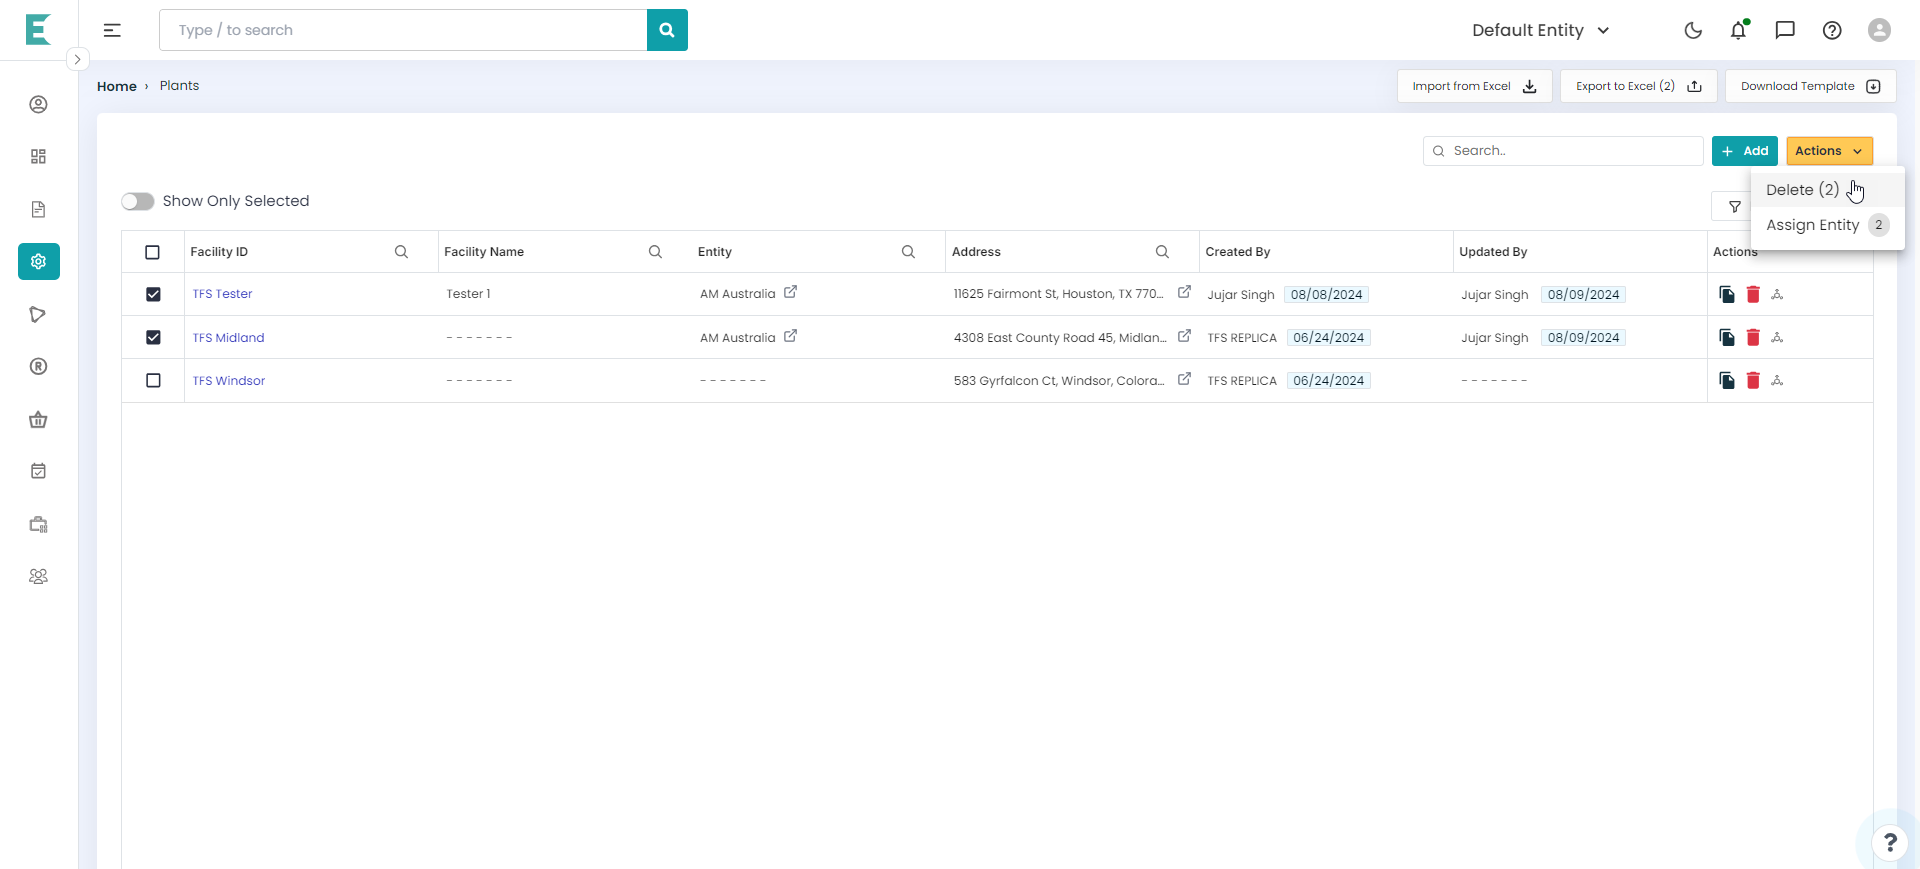 Type / to search
Default Entity
Home › Plants
Import from Excel
Export to Excel (2)
Download Template
Search..
+ Add
Actions
Show Only Selected
Delete (2)
Assign Entity 2
Facility ID Facility Name Entity Address Created By Updated By Actions
TFS Tester Tester 1 AM Australia 11625 Fairmont St, Houston, TX 770... Jujar Singh 08/08/2024 Jujar Singh 08/09/2024
TFS Midland - - - - - - - AM Australia 4308 East County Road 45, Midlan... TFS REPLICA 06/24/2024 Jujar Singh 08/09/2024
TFS Windsor - - - - - - - - - - - - - - 583 Gyrfalcon Ct, Windsor, Colora... TFS REPLICA 06/24/2024 - - - - - - -
?